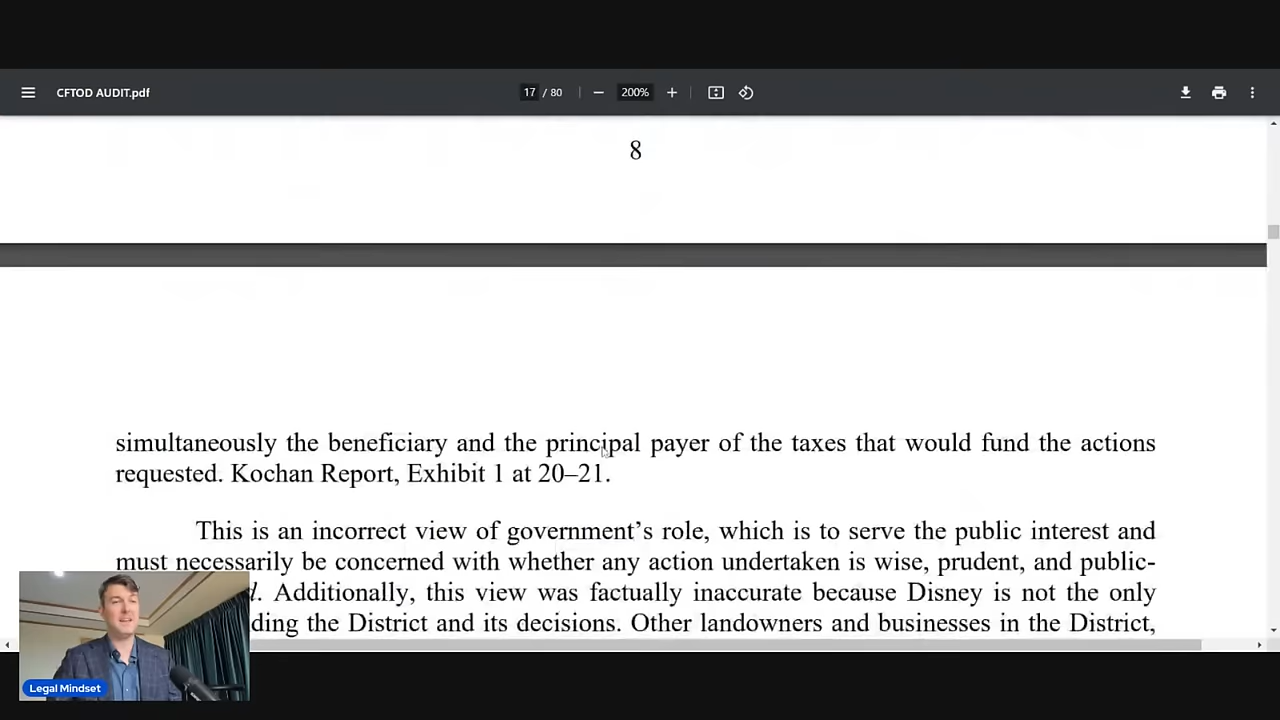 CFTOD AUDIT.pdf
17 / 80
200%
8
simultaneously the beneficiary and the principal payer of the taxes that would fund the actions
requested. Kochan Report, Exhibit 1 at 20–21.
This is an incorrect view of government’s role, which is to serve the public interest and
must necessarily be concerned with whether any action undertaken is wise, prudent, and public-
Additionally, this view was factually inaccurate because Disney is not the only
the District and its decisions. Other landowners and businesses in the District,
Legal Mindset